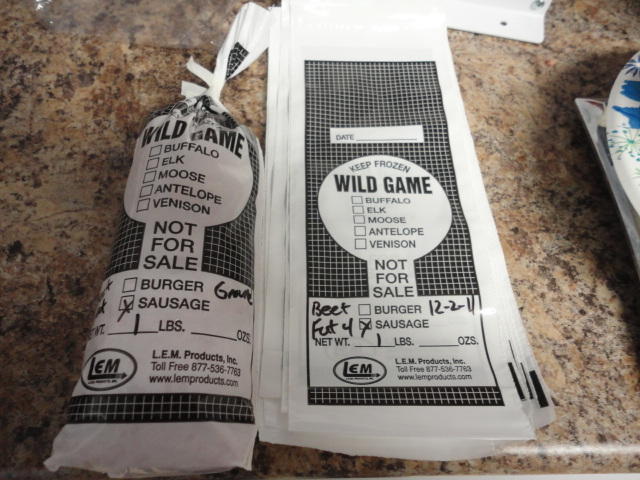 WILD GAME
BUFFALO
ELK
MOOSE
ANTELOPE
VENISON
NOT
FOR
SALE
BURGER
SAUSAGE
NET WT. 1 LBS. OZS.
LEM
L.E.M. Products, Inc.
Toll Free 877-536-7763
www.lemproducts.com
DATE
KEEP FROZEN
WILD GAME
BUFFALO
ELK
MOOSE
ANTELOPE
VENISON
NOT
FOR
SALE
BURGER 12-2-11
SAUSAGE
NET WT. 1 LBS. OZS.
LEM
L.E.M. Products, Inc.
Toll Free 877-536-7763
www.lemproducts.com